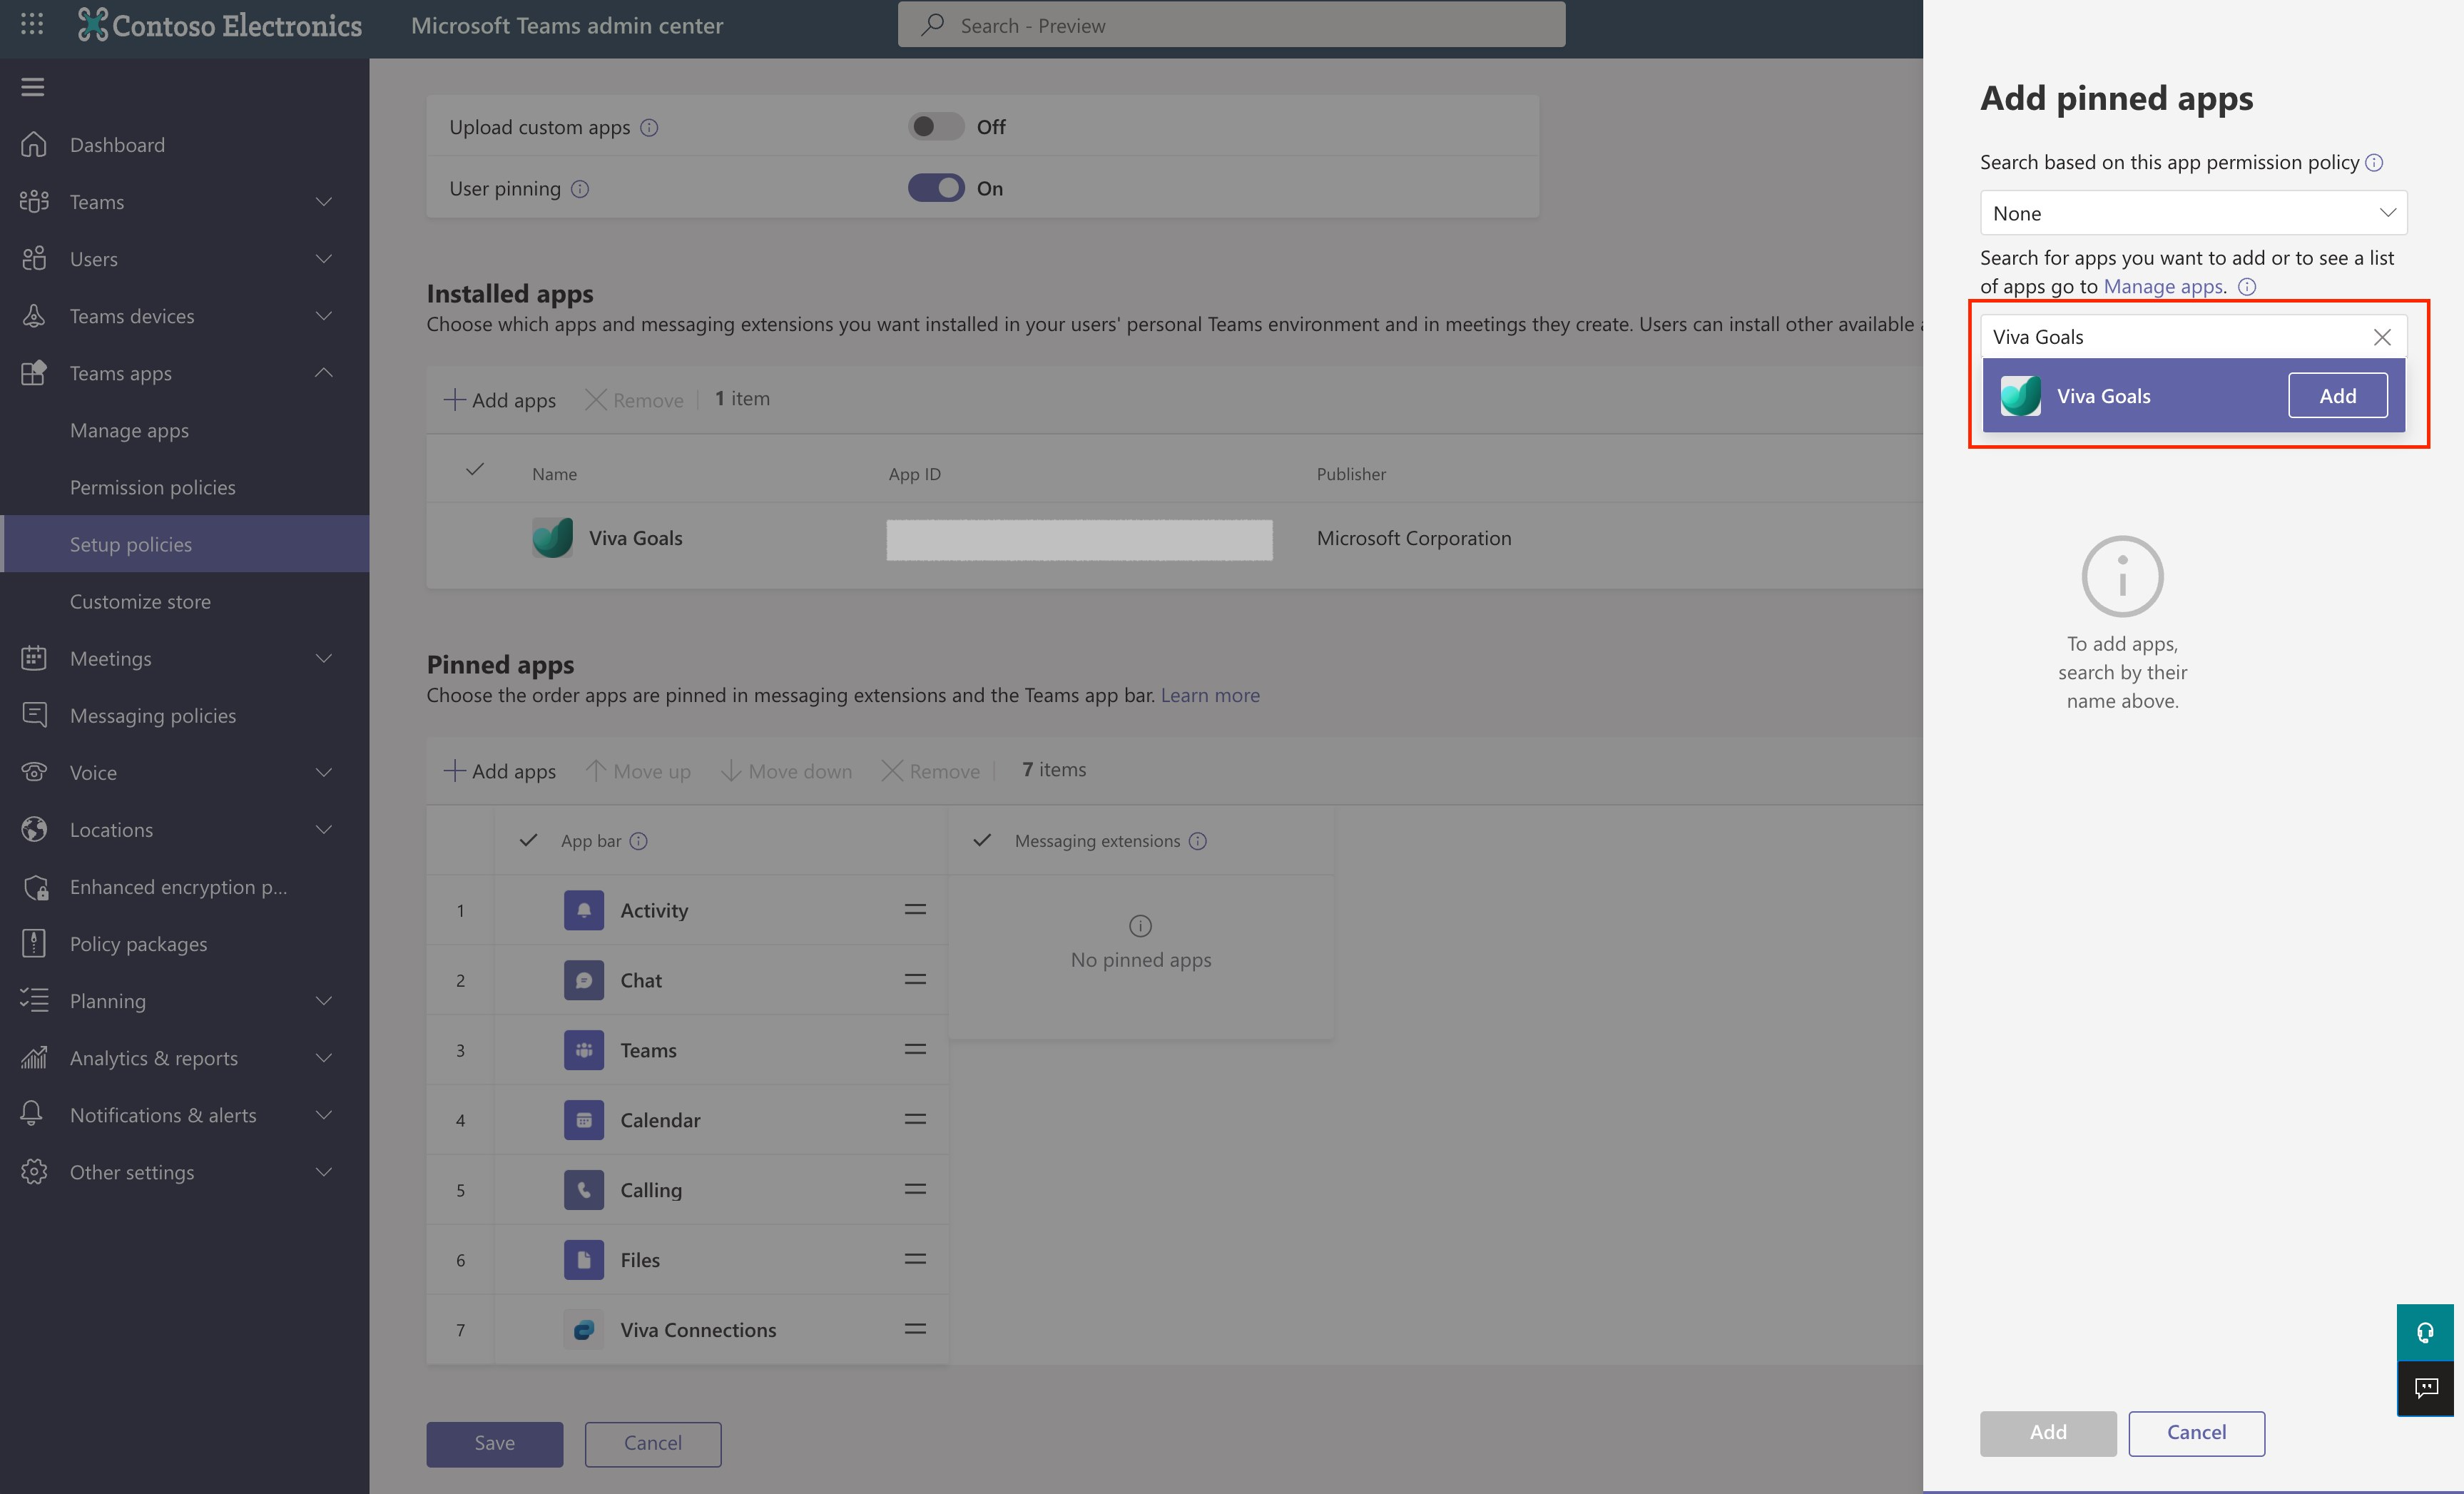 Contoso Electronics
Microsoft Teams admin center
Search - Preview
Dashboard
Teams
Users
Teams devices
Teams apps
Manage apps
Permission policies
Setup policies
Customize store
Meetings
Messaging policies
Voice
Locations
Enhanced encryption p...
Policy packages
Planning
Analytics & reports
Notifications & alerts
Other settings
Upload custom apps
Off
User pinning
On
Installed apps
Choose which apps and messaging extensions you want installed in your users' personal Teams environment and in meetings they create. Users can install other available
Add apps
Remove
1 item
Name
App ID
Publisher
Viva Goals
Microsoft Corporation
Pinned apps
Choose the order apps are pinned in messaging extensions and the Teams app bar. Learn more
Add apps
Move up
Move down
Remove
7 items
App bar
Messaging extensions
1 Activity
2 Chat
3 Teams
4 Calendar
5 Calling
6 Files
7 Viva Connections
No pinned apps
Save
Cancel
Add pinned apps
Search based on this app permission policy
None
Search for apps you want to add or to see a list
of apps go to Manage apps.
Viva Goals
Viva Goals
Add
To add apps,
search by their
name above.
Add
Cancel